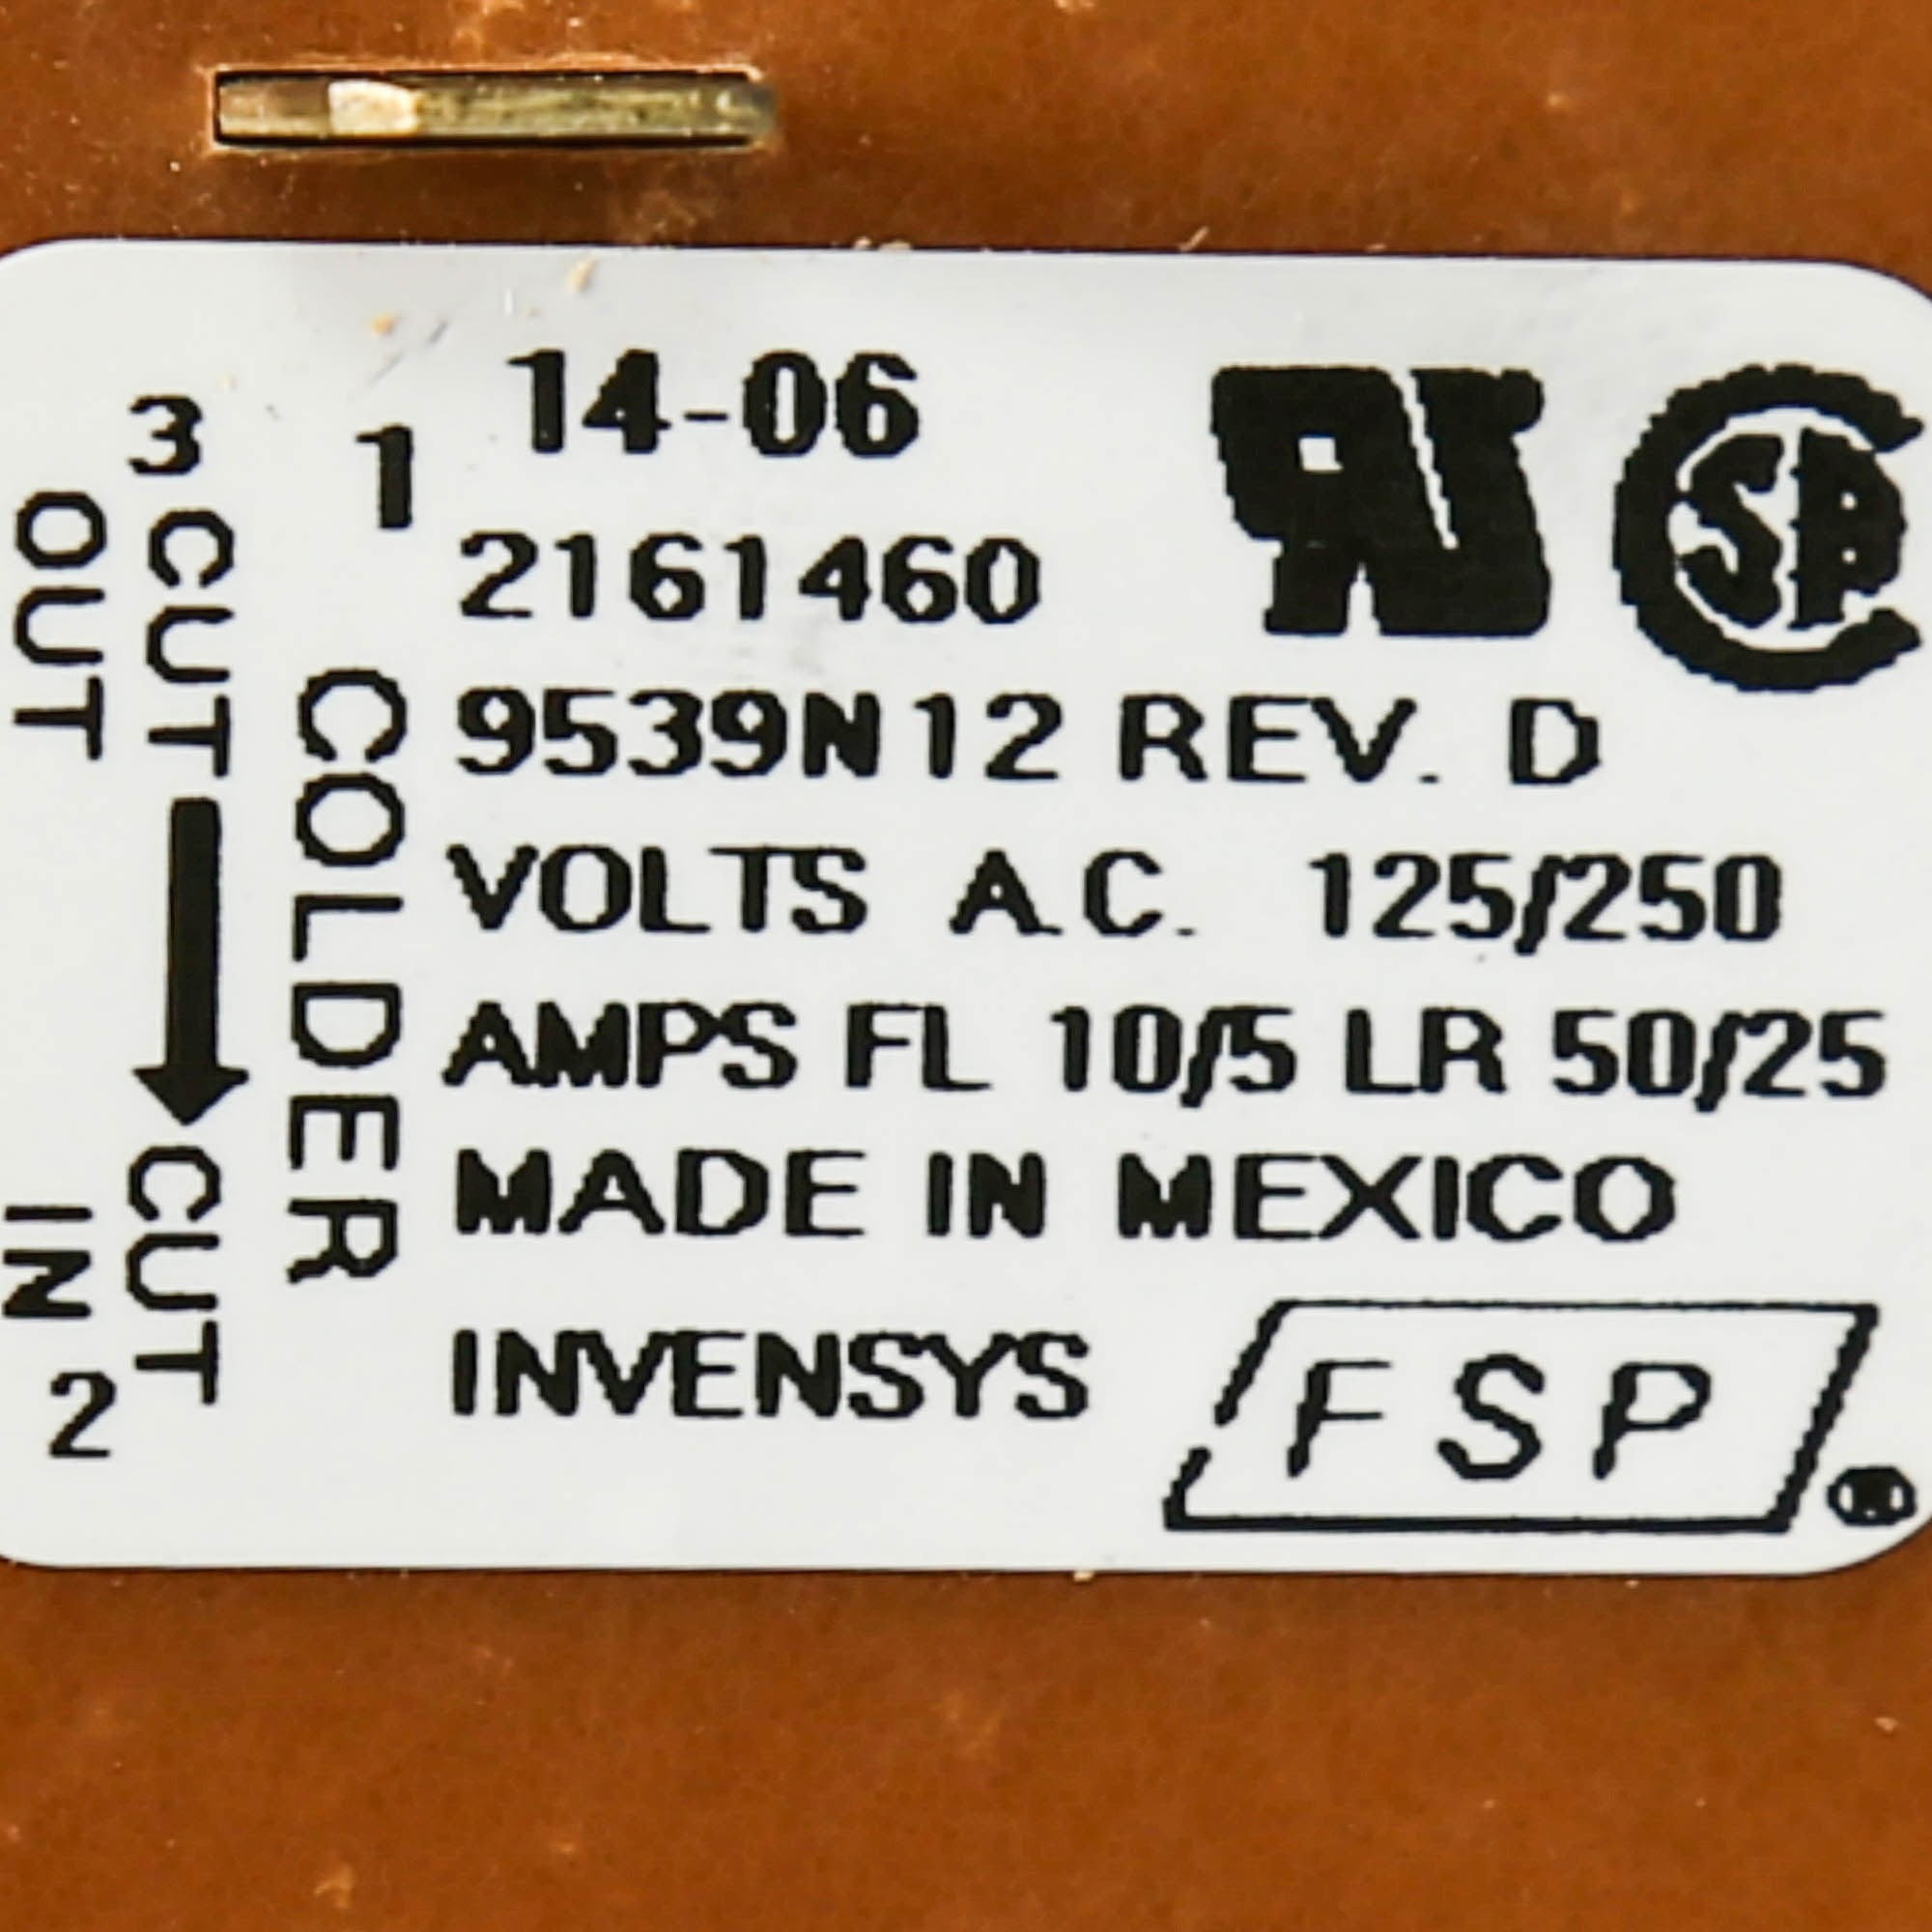 14-06
1
2161460
9539N12 REV. D
VOLTS A.C. 125/250
AMPS FL 10/5 LR 50/25
MADE IN MEXICO
INVENSYS
FSP
COLDER
3 CUT OUT
CUT IN 2